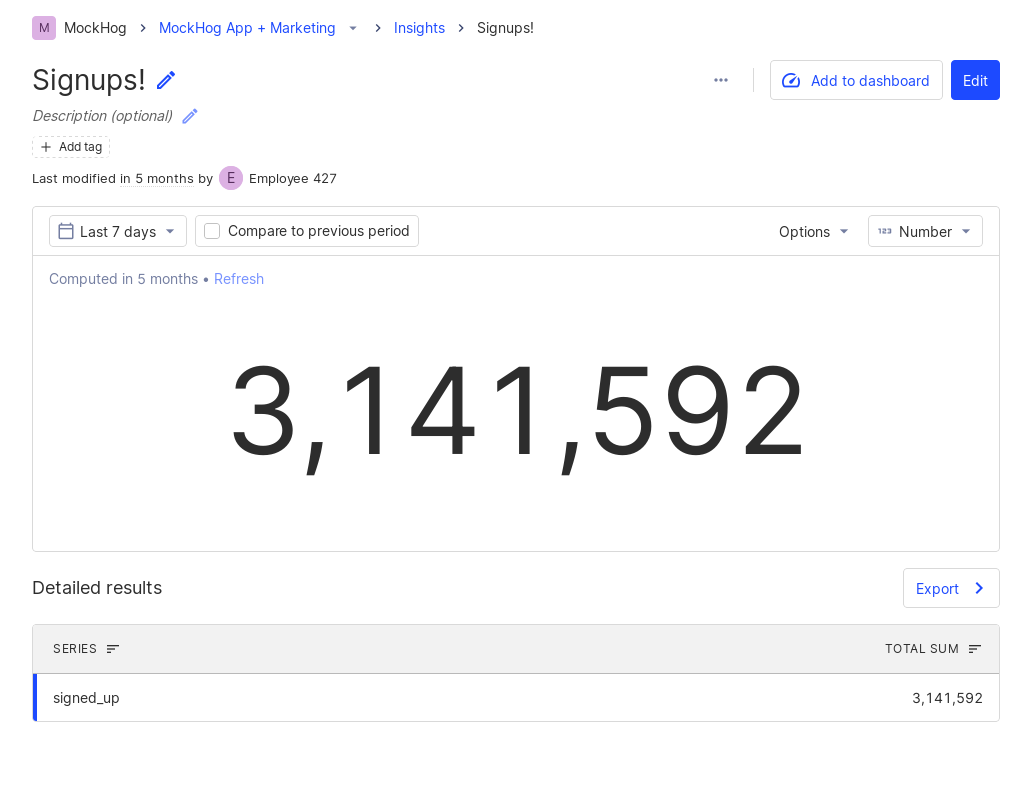 M MockHog > MockHog App + Marketing > Insights > Signups!
Signups!
Add to dashboard Edit
Description (optional)
+ Add tag
Last modified in 5 months by E Employee 427
Last 7 days Compare to previous period Options 123 Number
Computed in 5 months • Refresh
3,141,592
Detailed results Export
SERIES TOTAL SUM
signed_up 3,141,592